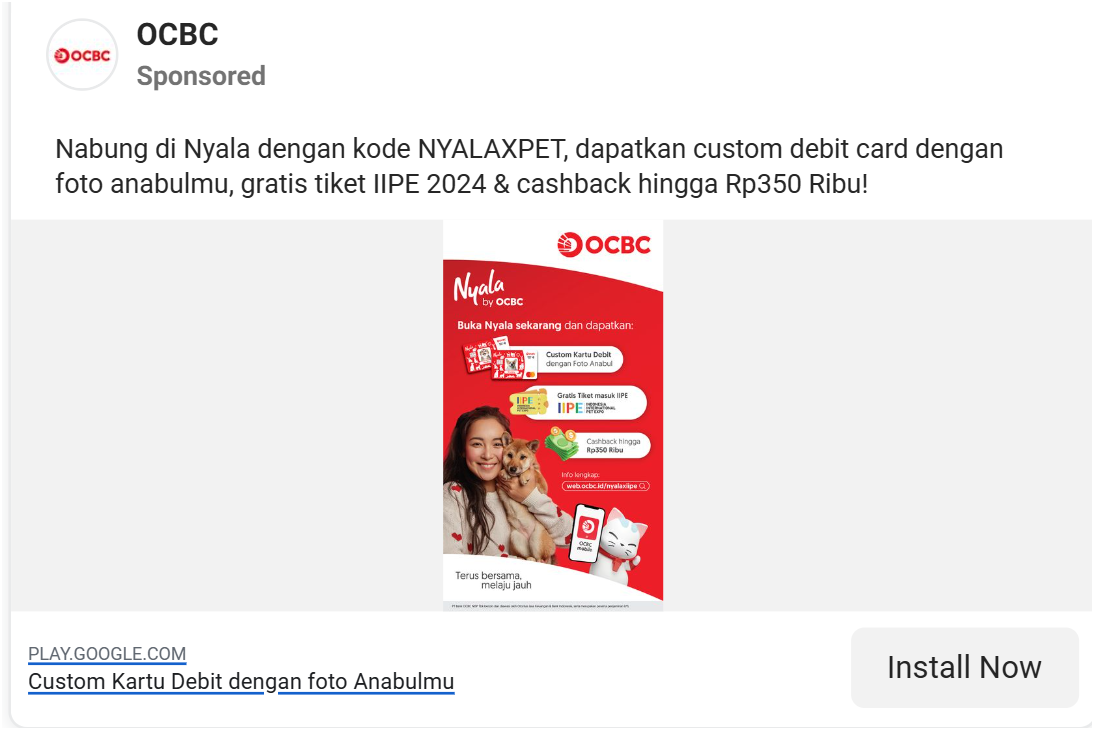 OCBC
OCBC
Sponsored
Nabung di Nyala dengan kode NYALAXPET, dapatkan custom debit card dengan
foto anabulmu, gratis tiket IIPE 2024 & cashback hingga Rp350 Ribu!
OCBC
Nyala
by OCBC
Buka Nyala sekarang dan dapatkan:
Custom Kartu Debit
dengan Foto Anabul
Gratis Tiket masuk IIPE
IIPE
IIPE
INDONESIA
INTERNATIONAL
PET EXPO
Cashback hingga
Rp350 Ribu
Info lengkap:
web.ocbc.id/nyalaxiipe
OCBC
mobile
Terus bersama,
melaju jauh
PLAY.GOOGLE.COM
Custom Kartu Debit dengan foto Anabulmu
Install Now